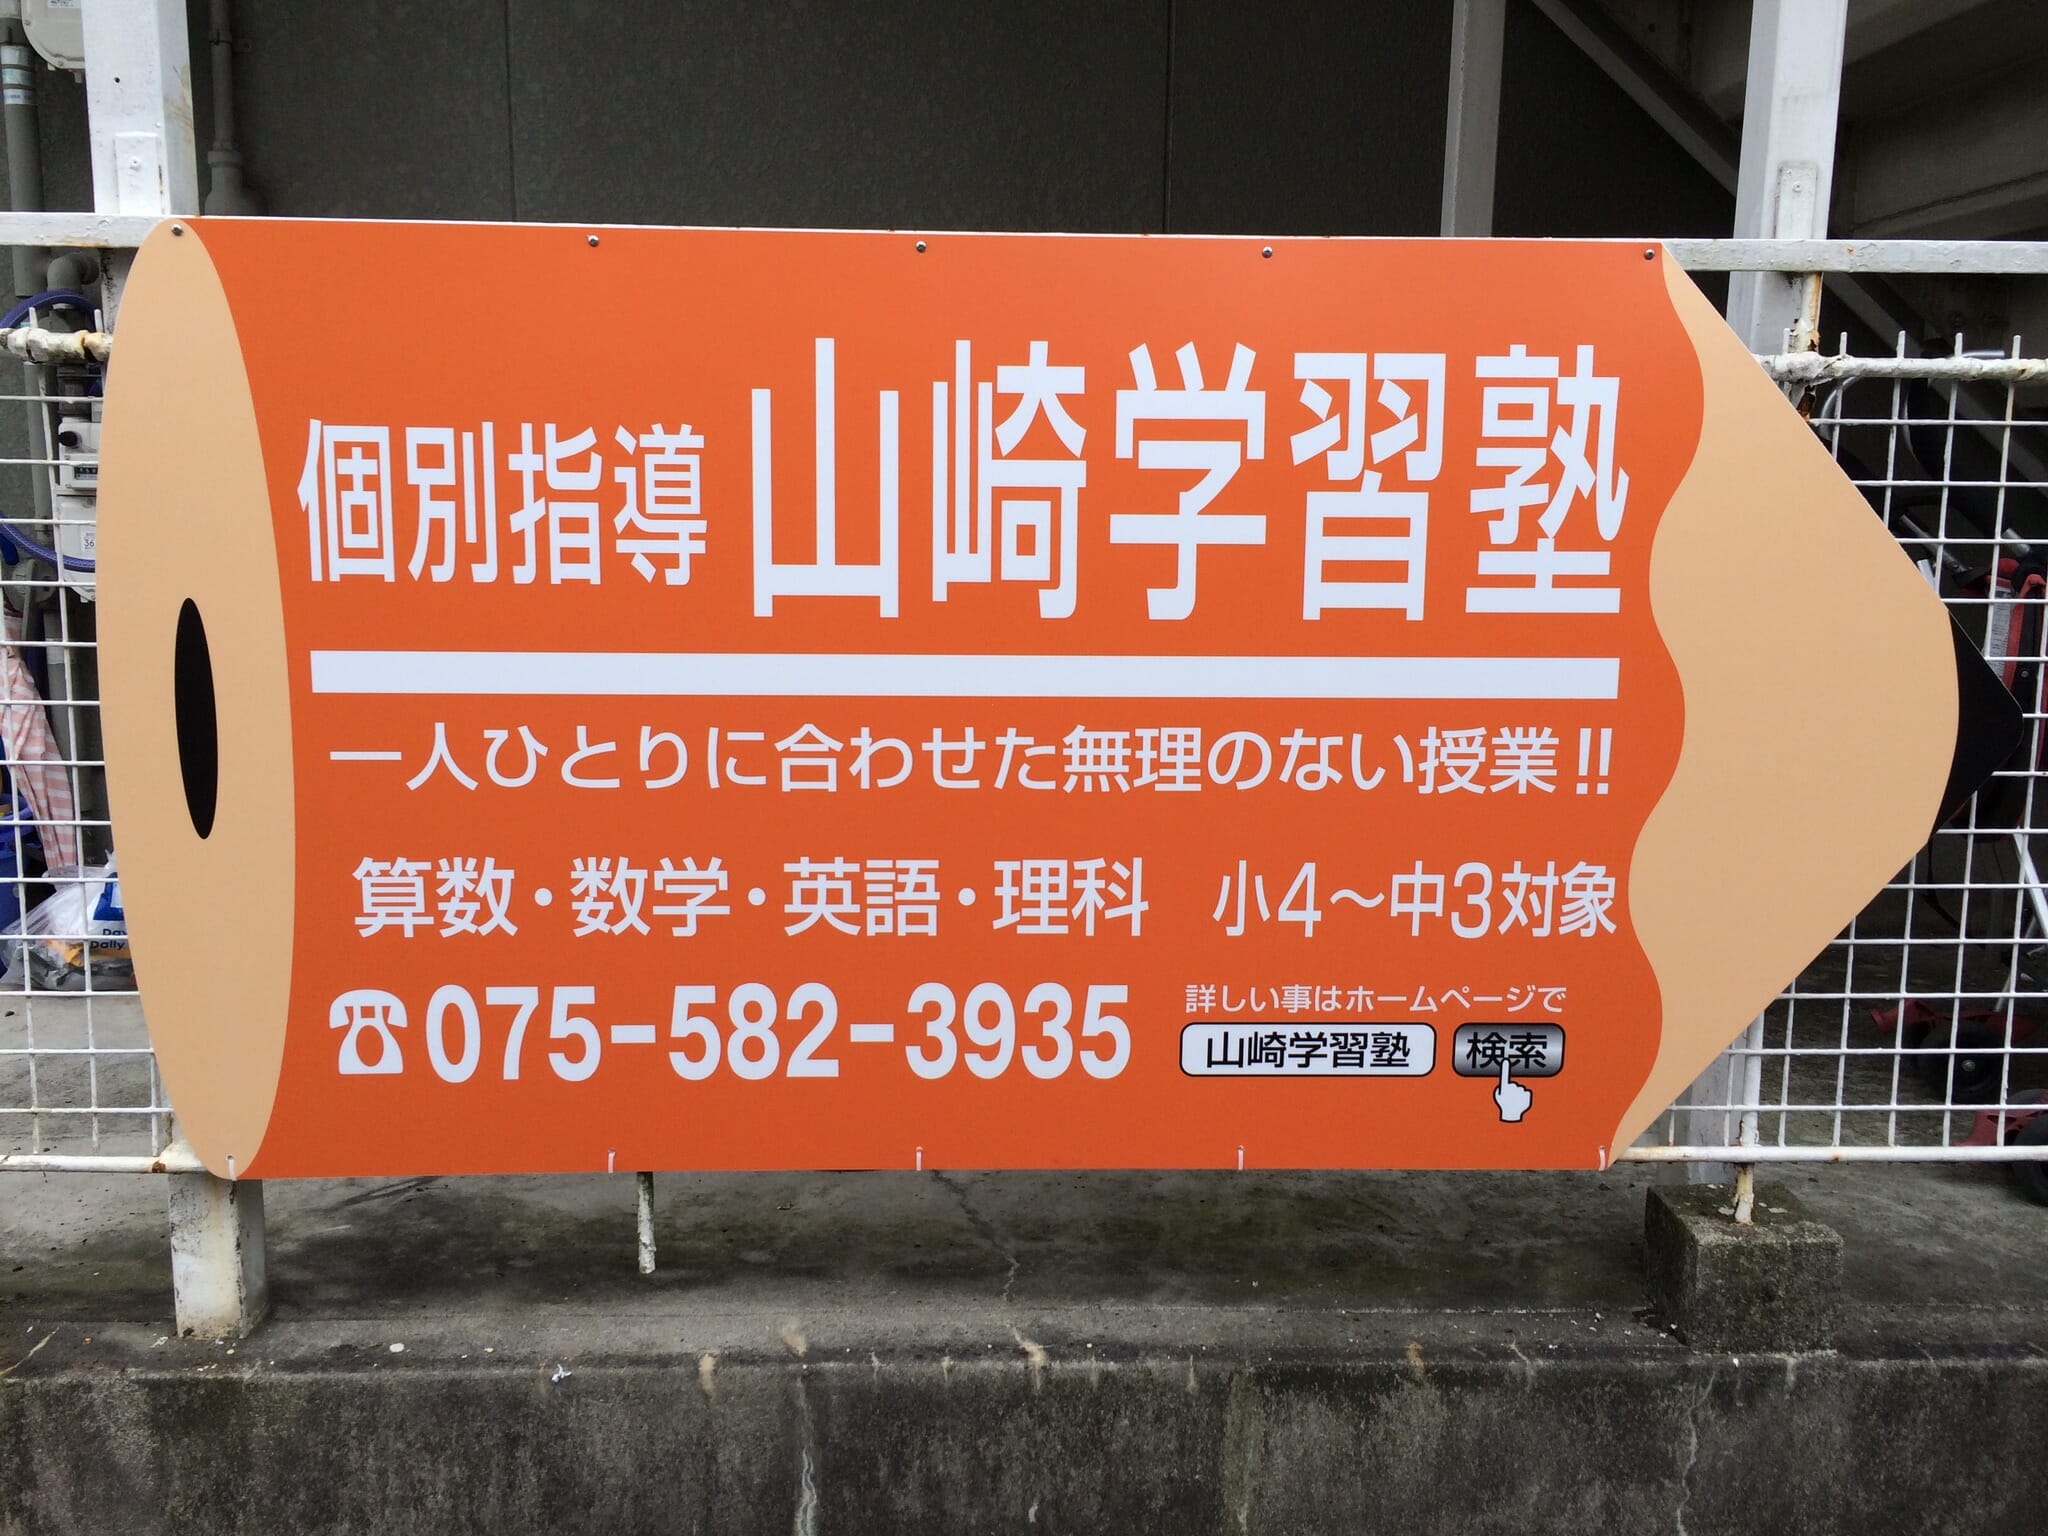 個別指導 山崎学習塾
一人ひとりに合わせた無理のない授業!!
算数・数学・英語・理科 小4～中3対象
☎075-582-3935
詳しい事はホームページで
山崎学習塾 検索
Daily
36